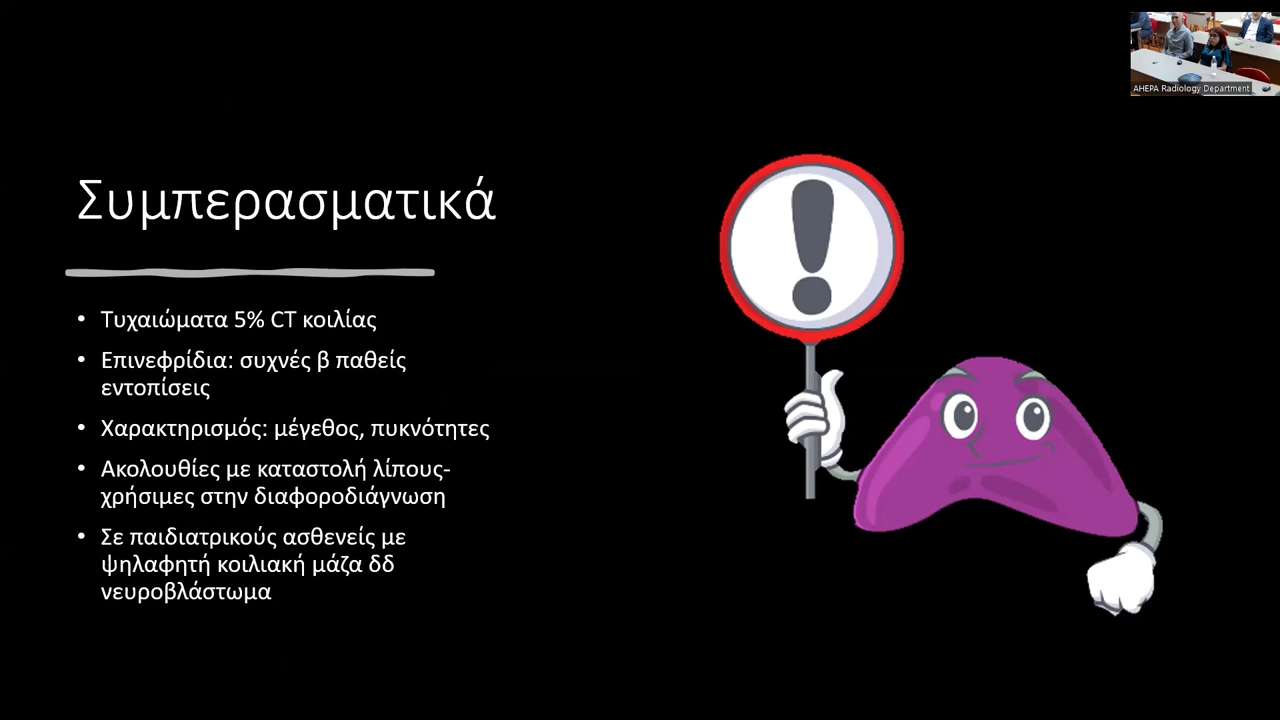 AHEPA Radiology Department
Συμπερασματικά
• Τυχαιώματα 5% CT κοιλίας
• Επινεφρίδια: συχνές β παθείς
εντοπίσεις
• Χαρακτηρισμός: μέγεθος, πυκνότητες
• Ακολουθίες με καταστολή λίπους-
χρήσιμες στην διαφοροδιάγνωση
• Σε παιδιατρικούς ασθενείς με
ψηλαφητή κοιλιακή μάζα δδ
νευροβλάστωμα